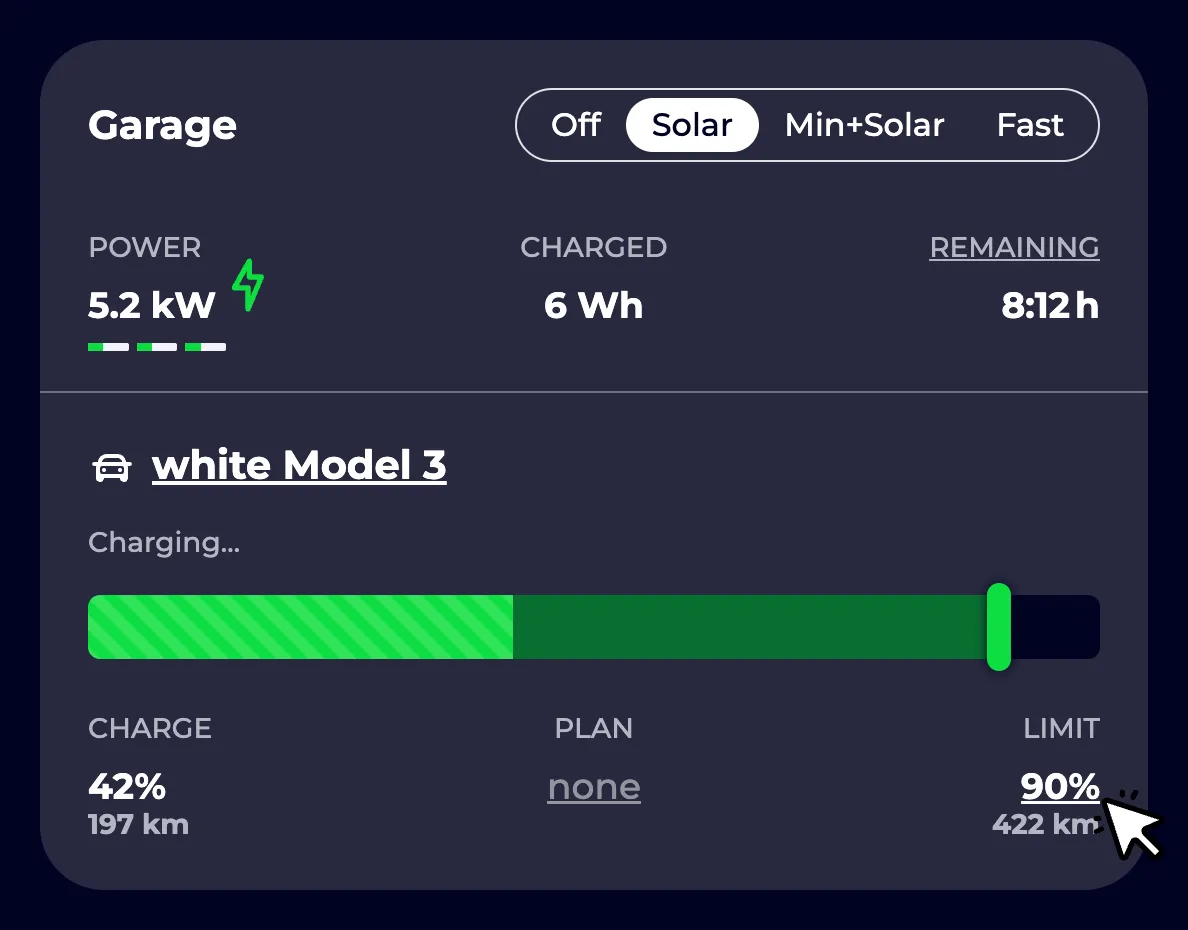 Garage
Off Solar Min+Solar Fast
POWER CHARGED REMAINING
5.2 kW 6 Wh 8:12 h
white Model 3
Charging...
CHARGE PLAN LIMIT
42% none 90%
197 km 422 km